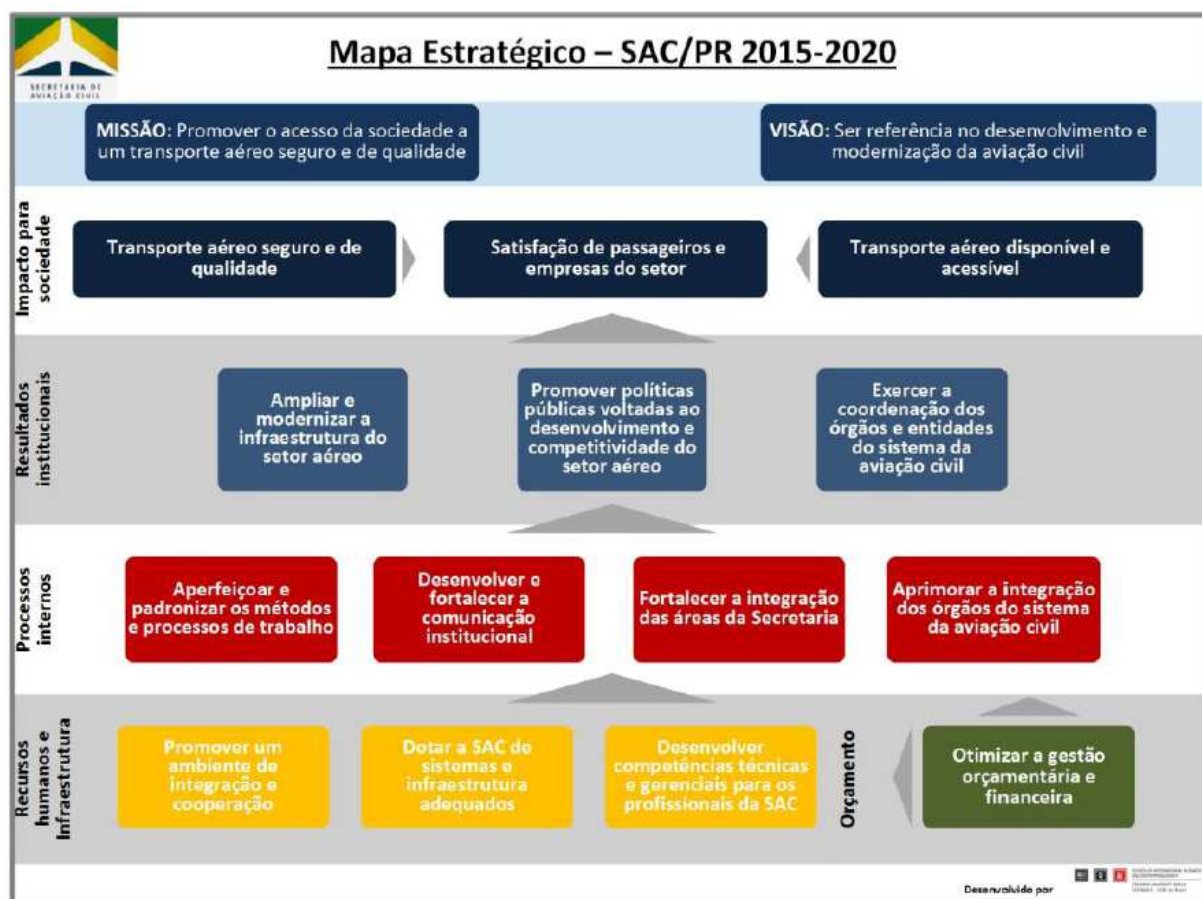 SECRETARIA DE
AVIAÇÃO CIVIL
Mapa Estratégico – SAC/PR 2015-2020
MISSÃO: Promover o acesso da sociedade a
um transporte aéreo seguro e de qualidade
VISÃO: Ser referência no desenvolvimento e
modernização da aviação civil
Impacto para
sociedade
Transporte aéreo seguro e de
qualidade
Satisfação de passageiros e
empresas do setor
Transporte aéreo disponível e
acessível
Resultados
institucionais
Ampliar e
modernizar a
infraestrutura do
setor aéreo
Promover políticas
públicas voltadas ao
desenvolvimento e
competitividade do
setor aéreo
Exercer a
coordenação dos
órgãos e entidades
do sistema da
aviação civil
Processos
internos
Aperfeiçoar e
padronizar os métodos
e processos de trabalho
Desenvolver e
fortalecer a
comunicação
institucional
Fortalecer a integração
das áreas da Secretaria
Aprimorar a integração
dos órgãos do sistema
da aviação civil
Recursos
humanos e
Infraestrutura
Promover um
ambiente de
integração e
cooperação
Dotar a SAC de
sistemas e
infraestrutura
adequados
Desenvolver
competências técnicas
e gerenciais para os
profissionais da SAC
Orçamento
Otimizar a gestão
orçamentária e
financeira
Desenvolvido por